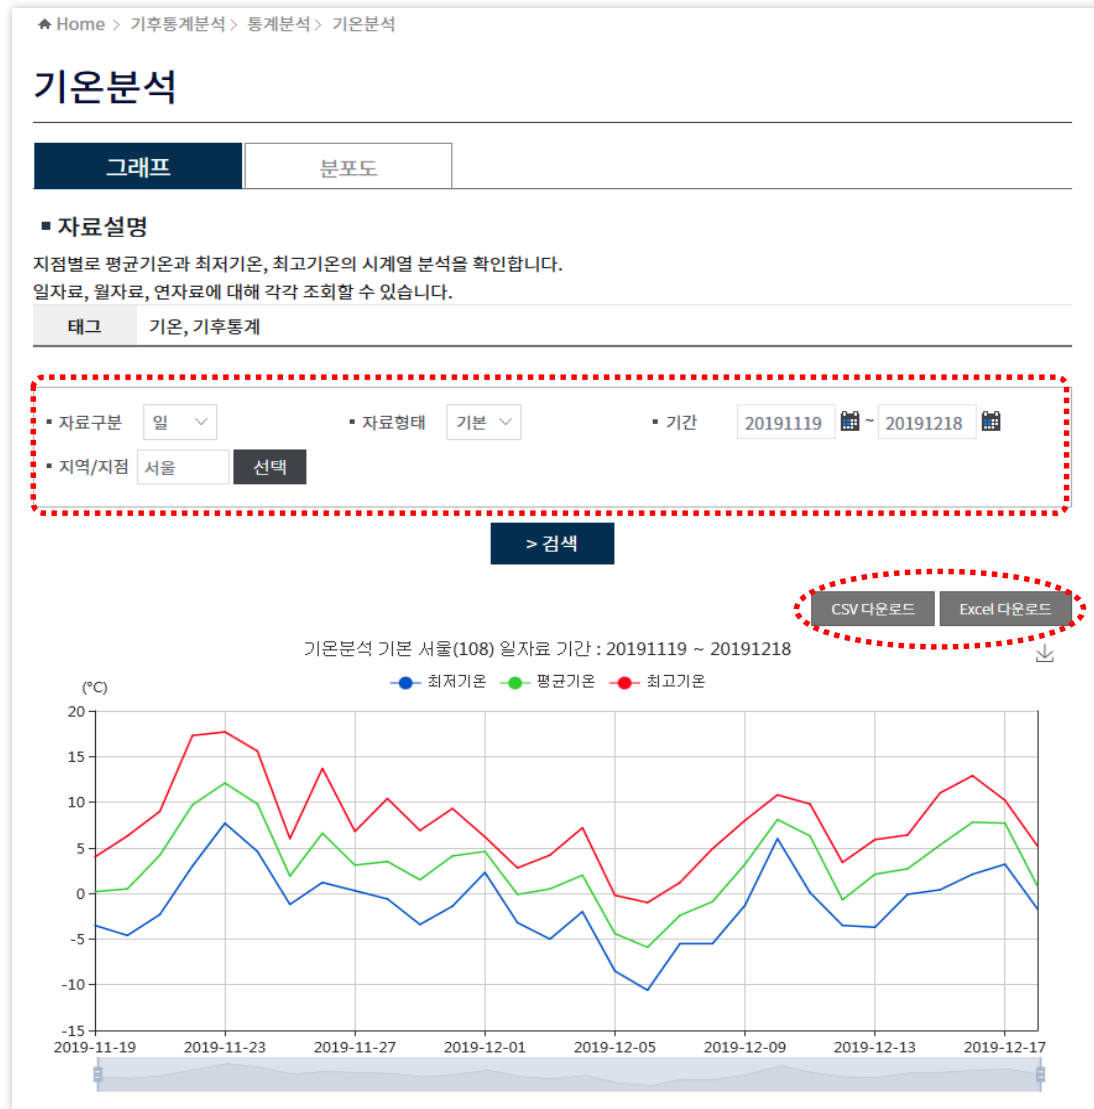 Home > 기후통계분석 > 통계분석 > 기온분석
기온분석
그래프 분포도
▪ 자료설명
지점별로 평균기온과 최저기온, 최고기온의 시계열 분석을 확인합니다.
일자료, 월자료, 연자료에 대해 각각 조회할 수 있습니다.
태그 기온, 기후통계
▪ 자료구분 일 ▪ 자료형태 기본 ▪ 기간 20191119 ~ 20191218
▪ 지역/지점 서울 선택
> 검색
CSV 다운로드 Excel 다운로드
기온분석 기본 서울(108) 일자료 기간 : 20191119 ~ 20191218
최저기온 평균기온 최고기온
(°C)
20
15
10
5
0
-5
-10
-15
2019-11-19 2019-11-23 2019-11-27 2019-12-01 2019-12-05 2019-12-09 2019-12-13 2019-12-17